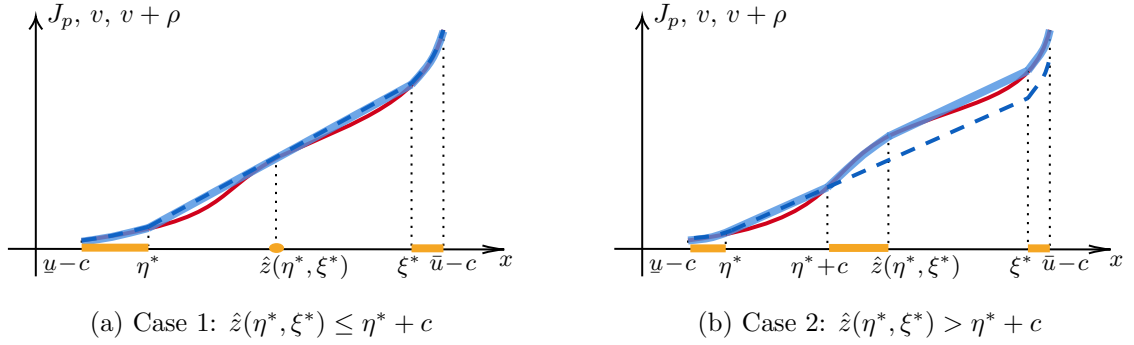 J_p, v, v + ρ
u̲−c η* ẑ(η*, ξ*) ξ* ū−c x
(a) Case 1: ẑ(η*, ξ*) ≤ η* + c
J_p, v, v + ρ
u̲−c η* η*+c ẑ(η*, ξ*) ξ* ū−c x
(b) Case 2: ẑ(η*, ξ*) > η* + c